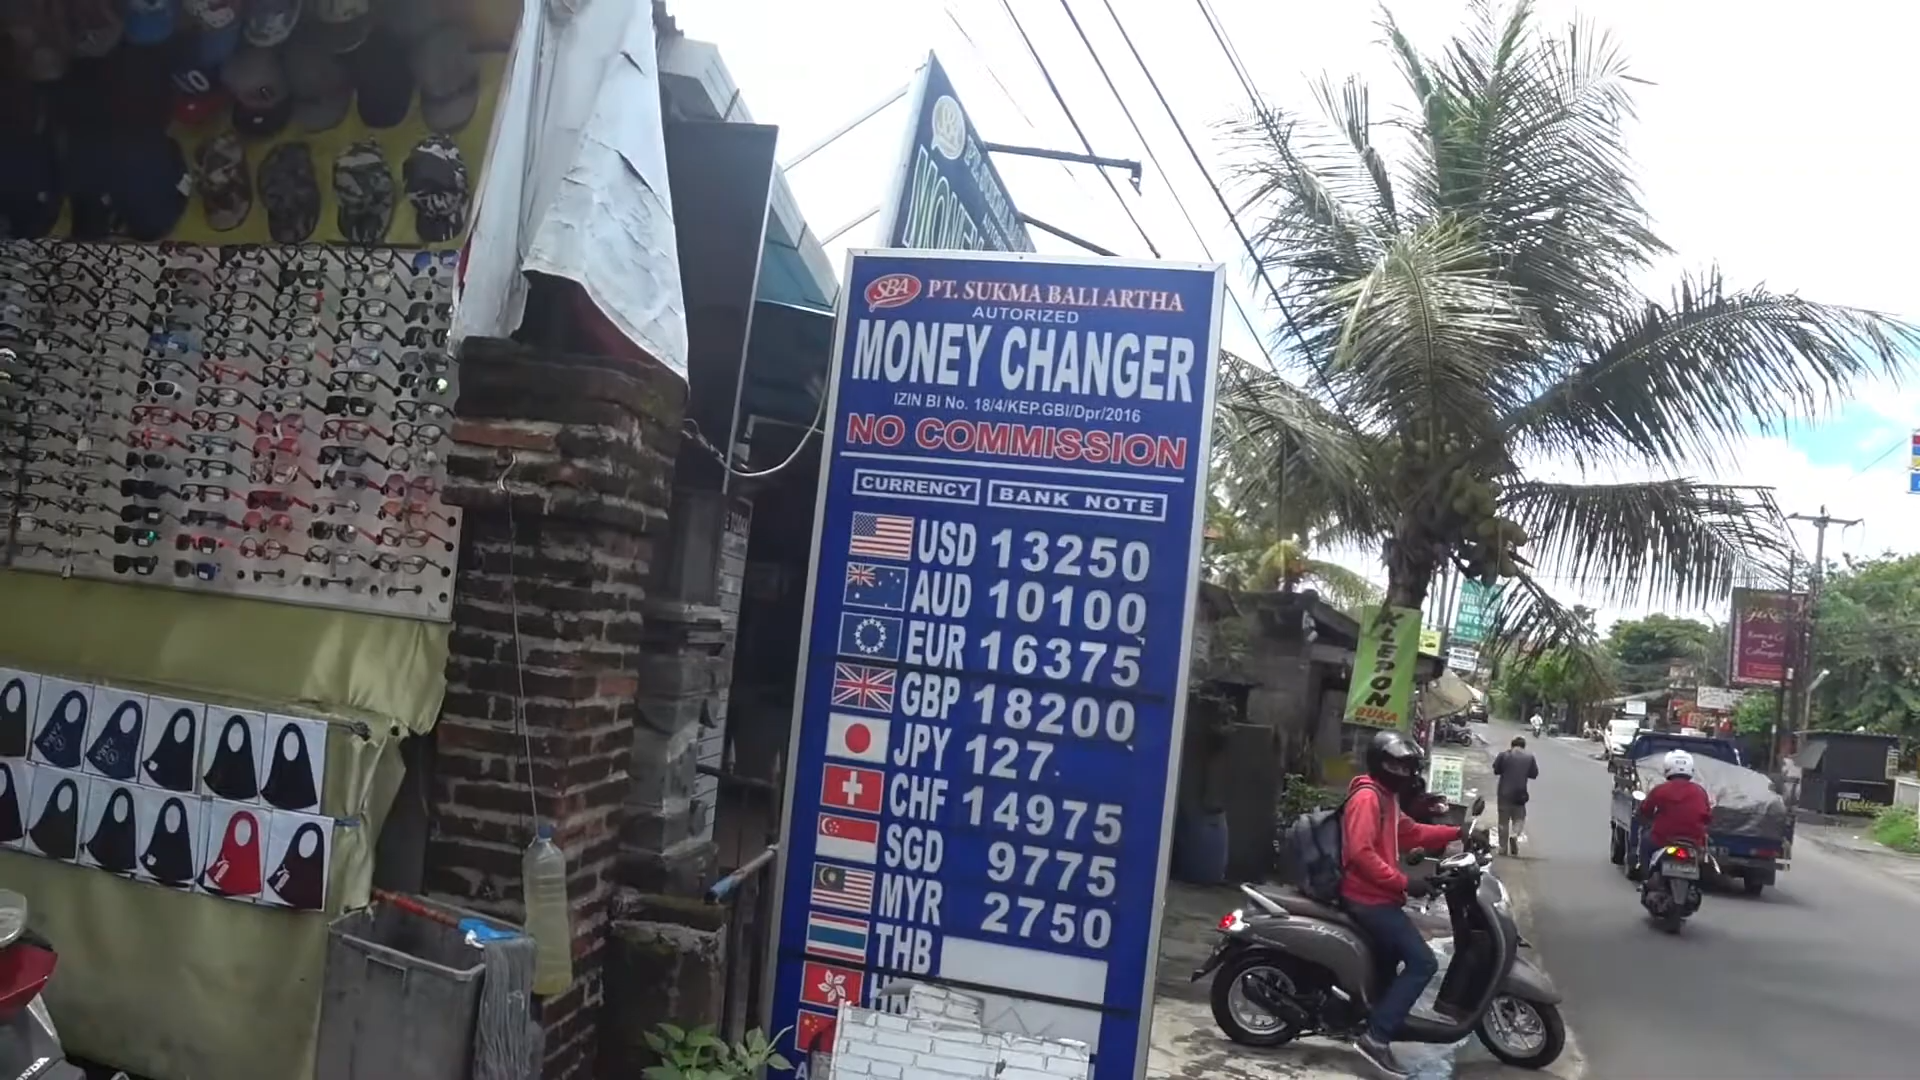 SBA PT. SUKMA BALI ARTHA
AUTORIZED
MONEY CHANGER
IZIN BI No. 18/4/KEP.GBI/Dpr/2016
NO COMMISSION
CURRENCY BANK NOTE
USD 13250
AUD 10100
EUR 16375
GBP 18200
JPY 127
CHF 14975
SGD 9775
MYR 2750
THB
KLEPON
BUKA